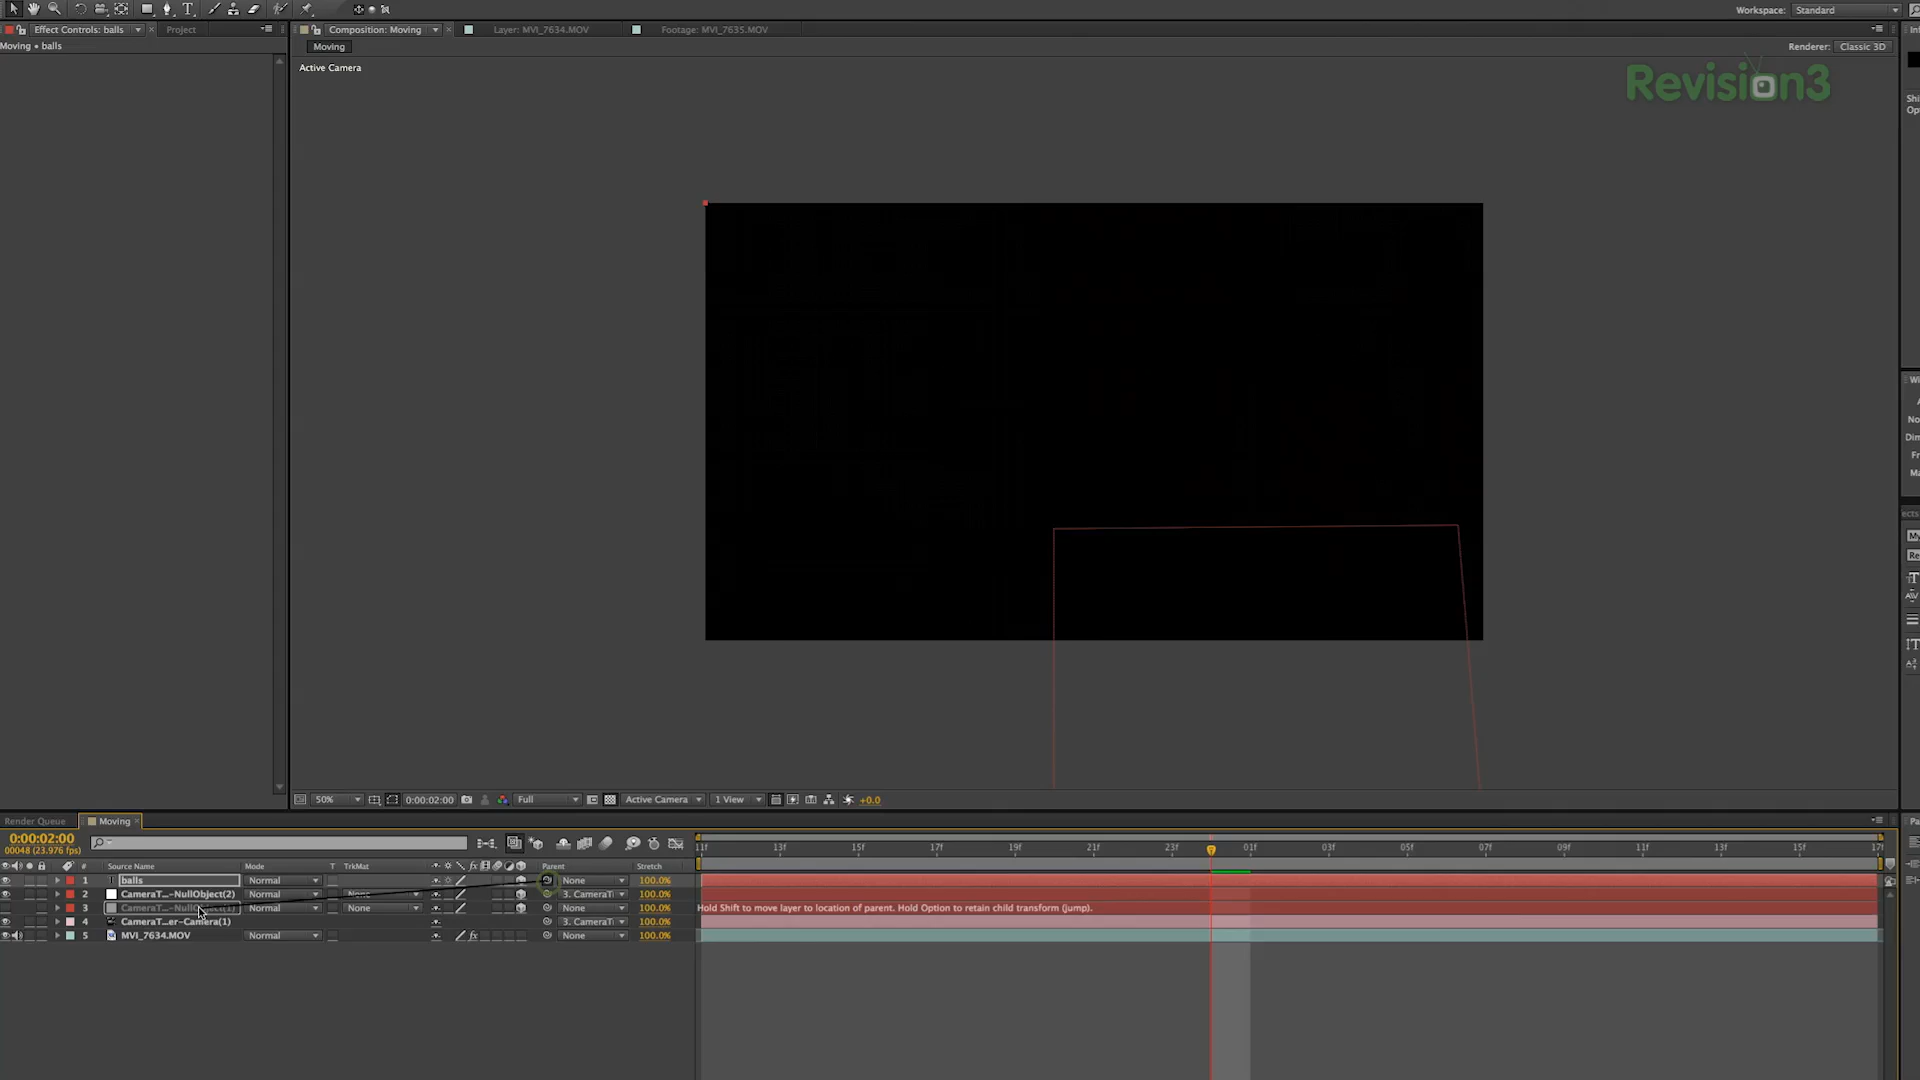 Workspace: Standard
Effect Controls: balls
Project
Composition: Moving
Layer: MVI_7634.MOV
Footage: MVI_7635.MOV
Moving • balls
Moving
Renderer: Classic 3D
Active Camera
Revision3
50%
0:00:02:00
Full
Active Camera
1 View
+0.0
Render Queue
Moving
0:00:02:00
00048 (23.976 fps)
11f 13f 15f 17f 19f 21f 23f 01f 03f 05f 07f 09f 11f 13f 15f 17f
# Source Name Mode T TrkMat fx Parent Stretch
1 balls Normal None 100.0%
2 CameraT...-NullObject(2) Normal None 3. CameraT 100.0%
3 CameraT...-NullObject(1) Normal None None 100.0%
Hold Shift to move layer to location of parent. Hold Option to retain child transform (jump).
4 CameraT...er-Camera(1) 3. CameraT 100.0%
5 MVI_7634.MOV Normal fx None 100.0%